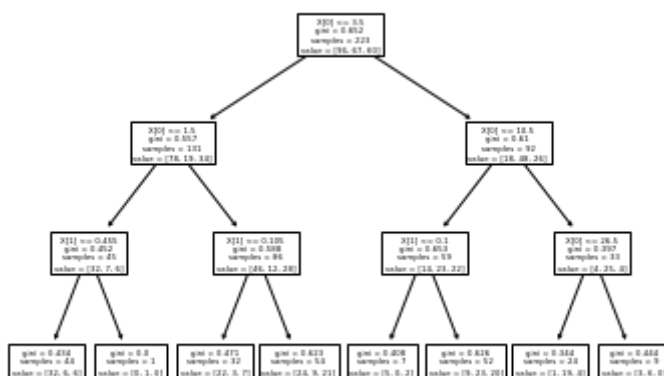 X[0] <= 3.5
gini = 0.652
samples = 223
value = [96, 67, 60]
X[0] <= 1.5
gini = 0.557
samples = 131
value = [78, 19, 34]
X[0] <= 10.5
gini = 0.61
samples = 92
value = [18, 48, 26]
X[1] <= 0.455
gini = 0.452
samples = 45
value = [32, 7, 6]
X[1] <= 0.105
gini = 0.588
samples = 86
value = [46, 12, 28]
X[1] <= 0.1
gini = 0.653
samples = 59
value = [14, 23, 22]
X[0] <= 26.5
gini = 0.397
samples = 33
value = [4, 25, 4]
gini = 0.434
samples = 44
value = [32, 6, 6]
gini = 0.0
samples = 1
value = [0, 1, 0]
gini = 0.471
samples = 32
value = [22, 3, 7]
gini = 0.623
samples = 54
value = [24, 9, 21]
gini = 0.408
samples = 7
value = [5, 0, 2]
gini = 0.626
samples = 52
value = [9, 23, 20]
gini = 0.344
samples = 24
value = [1, 19, 4]
gini = 0.444
samples = 9
value = [3, 6,